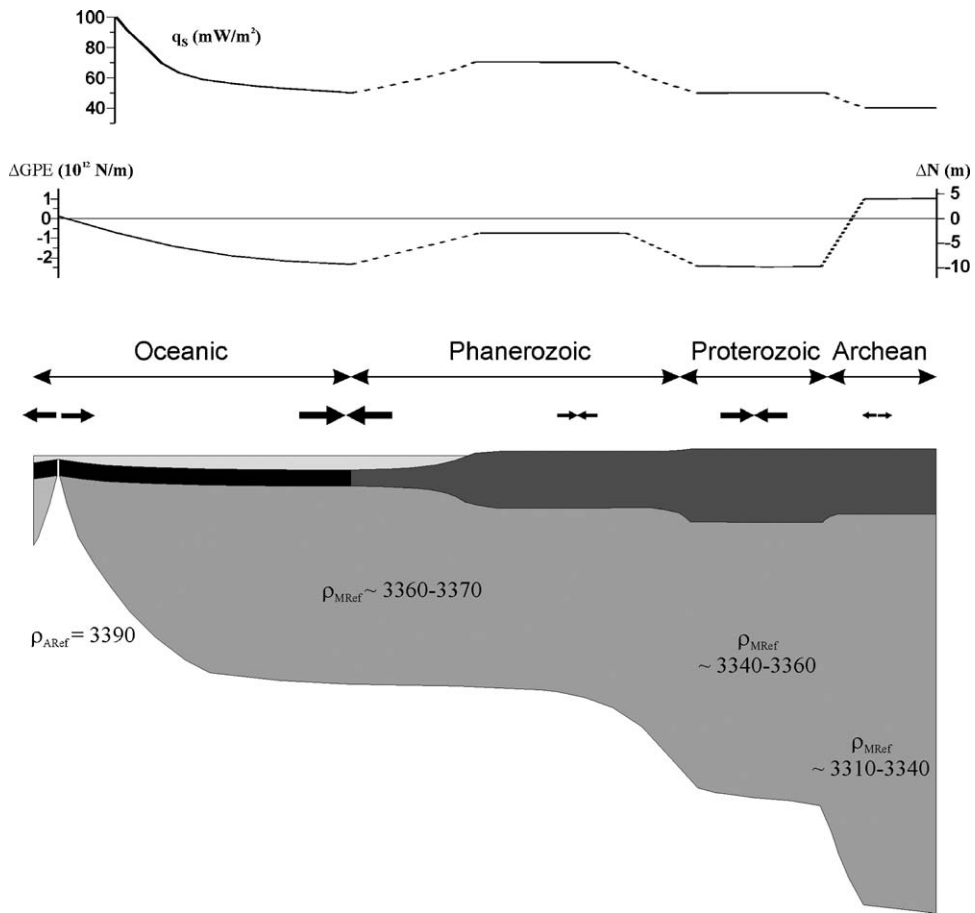 100
q_s (mW/m²)
80
60
40
ΔGPE (10¹² N/m)
ΔN (m)
1
5
0
0
-1
-5
-2
-10
Oceanic
Phanerozoic
Proterozoic
Archean
ρ_MRef ~ 3360-3370
ρ_ARef = 3390
ρ_MRef
~ 3340-3360
ρ_MRef
~ 3310-3340